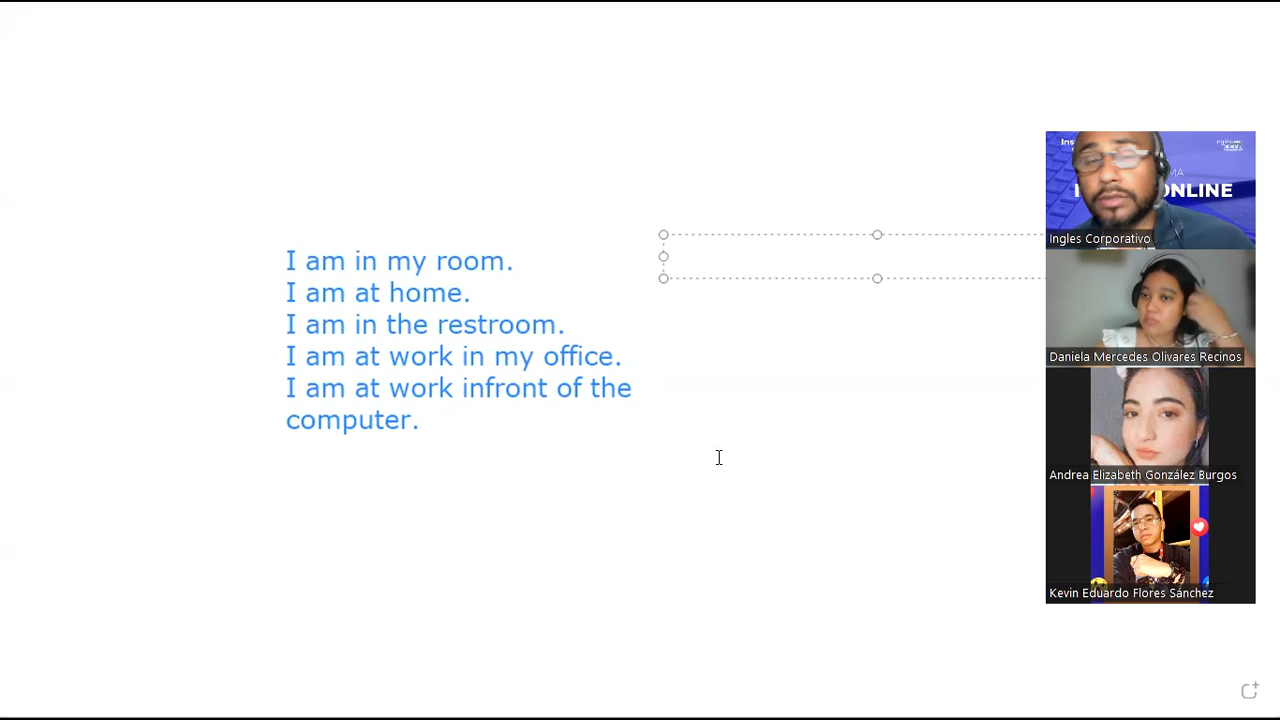 I am in my room.
I am at home.
I am in the restroom.
I am at work in my office.
I am at work infront of the
computer.
ONLINE
Ingles Corporativo
Daniela Mercedes Olivares Recinos
Andrea Elizabeth González Burgos
Kevin Eduardo Flores Sánchez